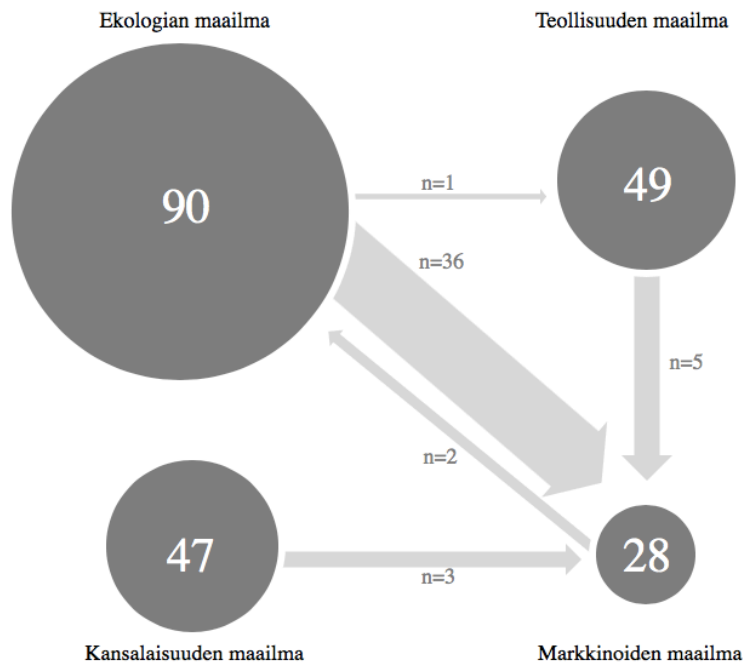 Ekologian maailma
Teollisuuden maailma
90
49
n=1
n=36
n=5
n=2
47
28
n=3
Kansalaisuuden maailma
Markkinoiden maailma